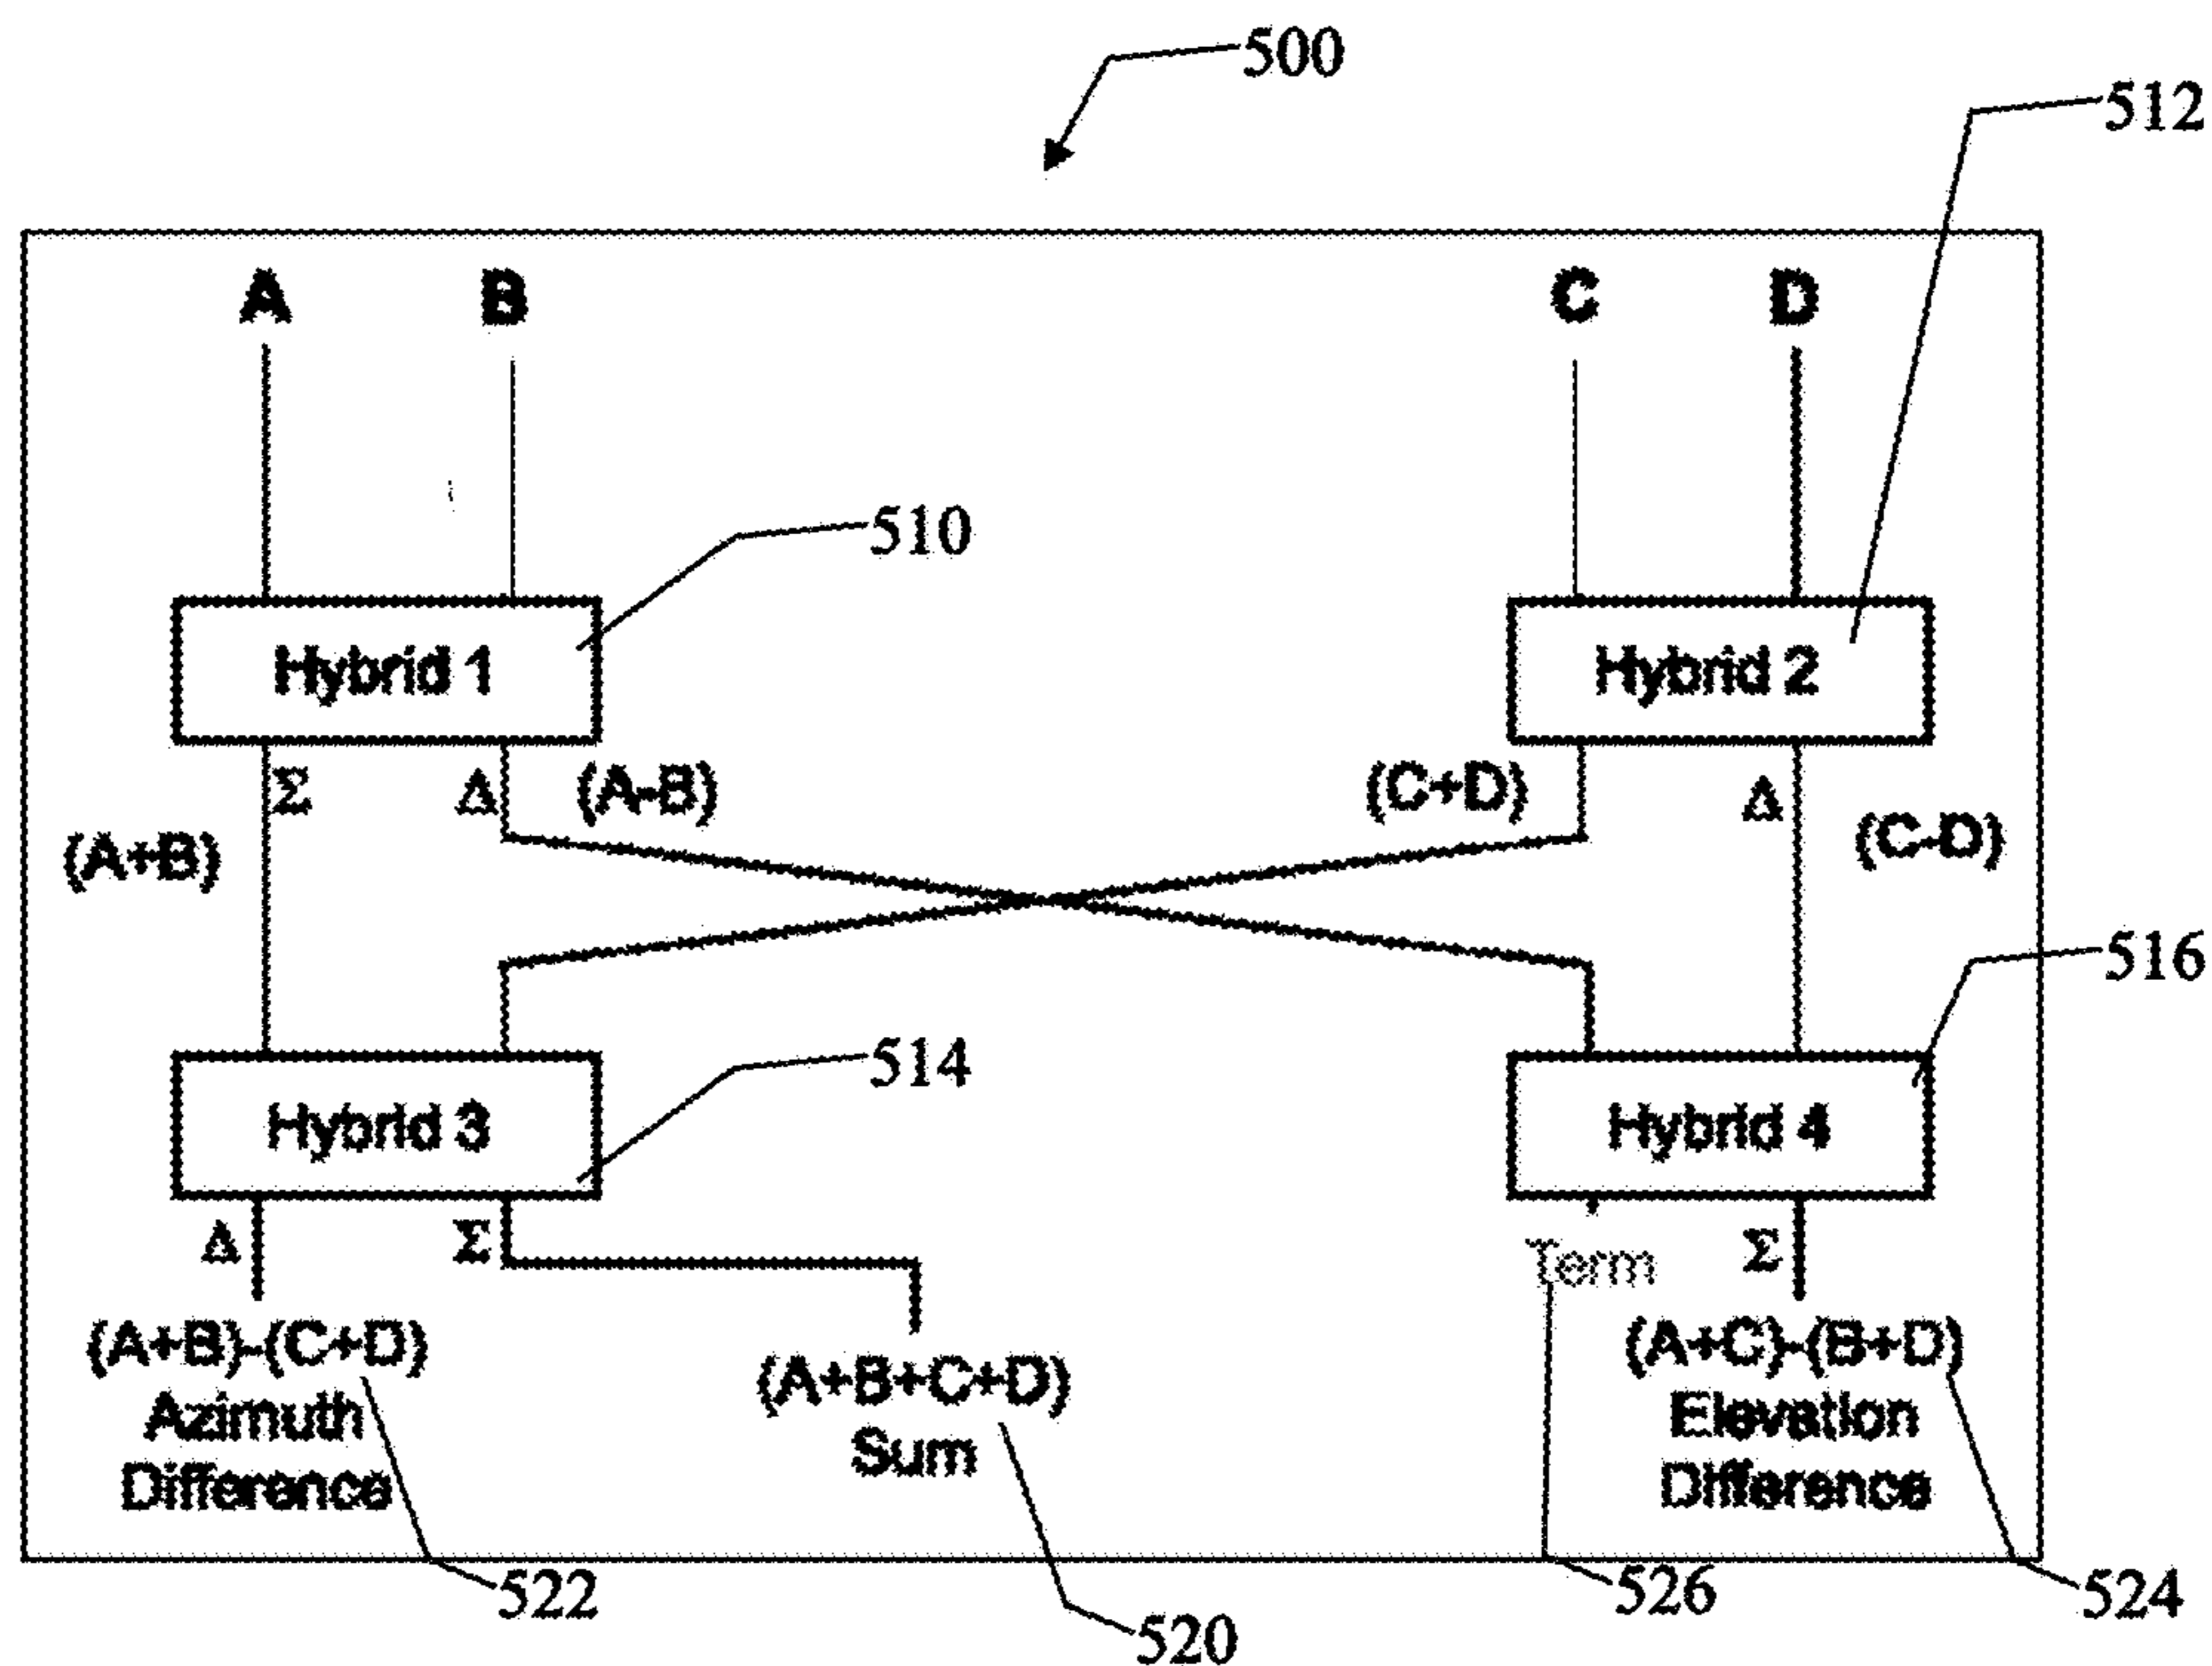 500
512
A B C D
510
Hybrid 1 Hybrid 2
Σ Δ (A-B) (C+D) Δ
(A+B) (C-D)
516
514
Hybrid 3 Hybrid 4
Δ Σ Term Σ
(A+B)-(C+D)
Azimuth
Difference
(A+B+C+D)
Sum
(A+C)-(B+D)
Elevation
Difference
522
520
526
524